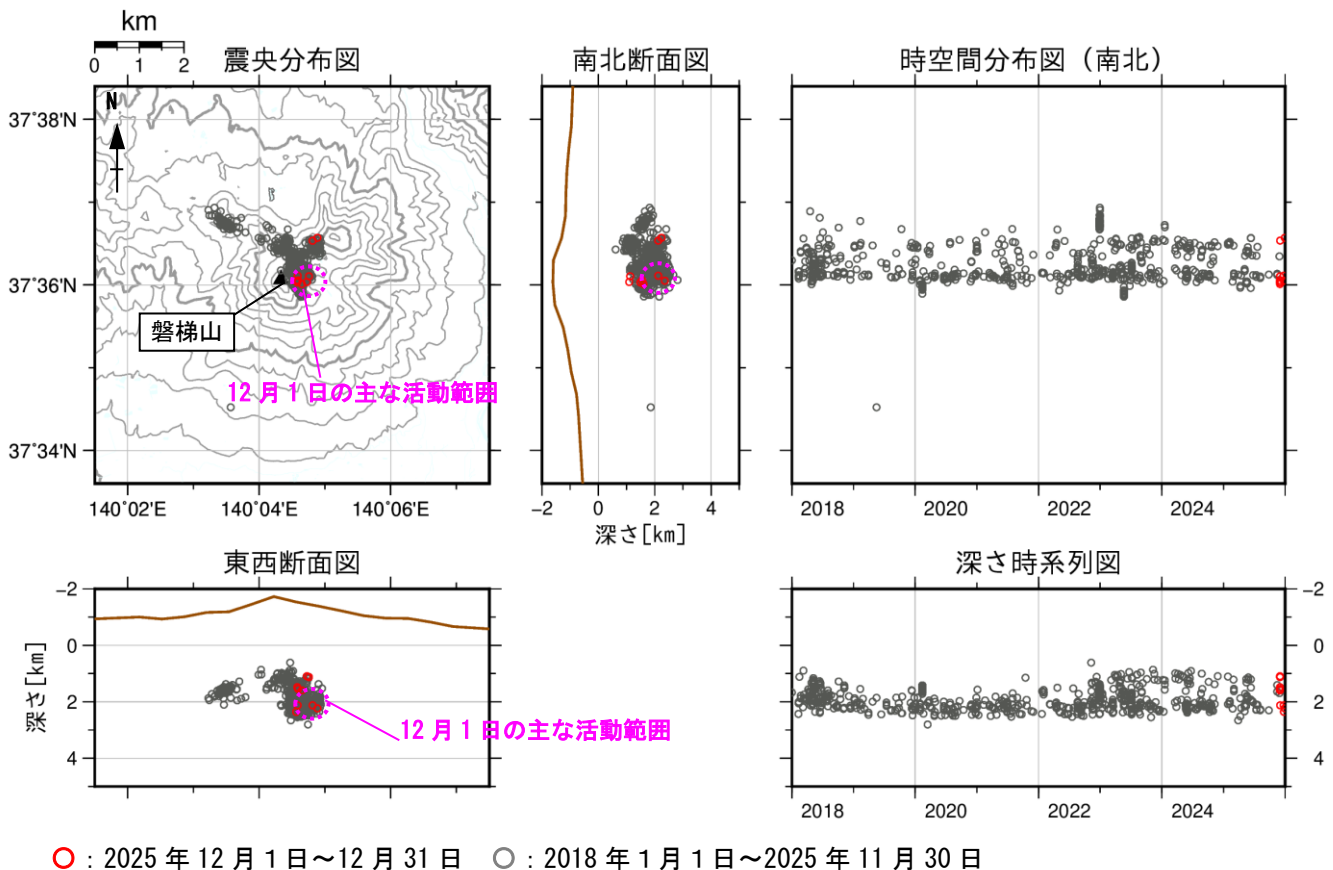 km
0 1 2
震央分布図
N
37°38'N
37°36'N
37°34'N
磐梯山
12月1日の主な活動範囲
140°02'E 140°04'E 140°06'E
南北断面図
-2 0 2 4
深さ[km]
時空間分布図(南北)
2018 2020 2022 2024
東西断面図
-2
0
2
4
深さ[km]
12月1日の主な活動範囲
深さ時系列図
-2
0
2
4
2018 2020 2022 2024
:2025年12月1日~12月31日 :2018年1月1日~2025年11月30日